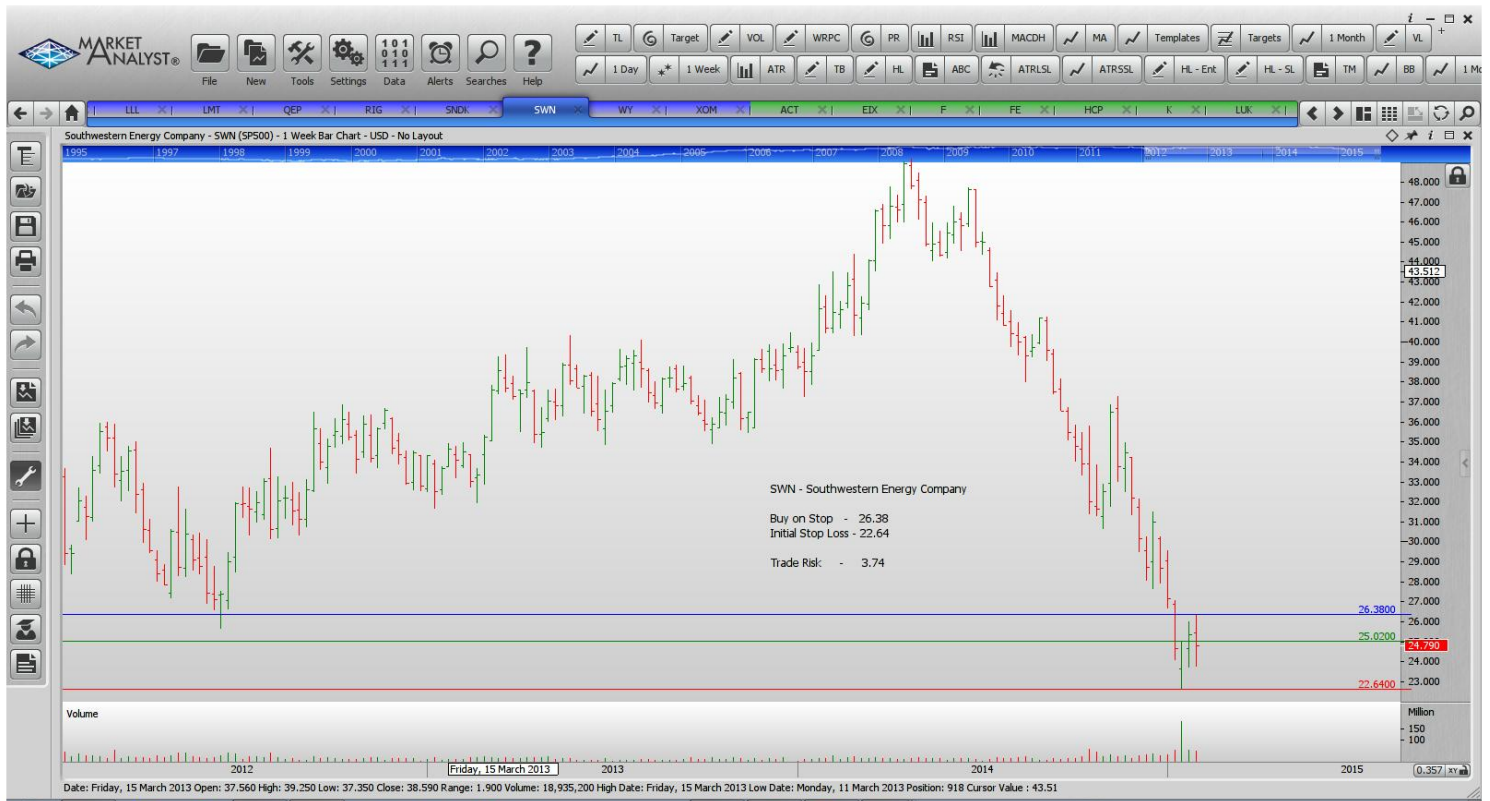 MARKET
ANALYST®
File
New
Tools
Settings
Data
Alerts
Searches
Help
TL
Target
VOL
WRPC
PR
RSI
MACDH
MA
Templates
Targets
1 Month
VL
1 Day
1 Week
ATR
TB
HL
ABC
ATRLSL
ATRSSL
HL - Ent
HL - SL
TM
BB
LLL
LMT
QEP
RIG
SNDK
SWN
WY
XOM
ACT
EIX
F
FE
HCP
K
LUK
Southwestern Energy Company - SWN (SP500) - 1 Week Bar Chart - USD - No Layout
1995 1997 1998 1999 2000 2001 2002 2003 2004 2005 2006 2007 2008 2009 2010 2011 2012 2013 2014 2015
48.000
47.000
46.000
45.000
44.000
43.512
43.000
42.000
41.000
40.000
39.000
38.000
37.000
36.000
35.000
34.000
33.000
32.000
31.000
30.000
29.000
28.000
27.000
26.000
24.790
24.000
23.000
SWN - Southwestern Energy Company
Buy on Stop - 26.38
Initial Stop Loss - 22.64
Trade Risk - 3.74
26.3800
25.0200
22.6400
Volume
Million
150
100
2012
Friday, 15 March 2013
2013
2014
2015
0.357 XY
Date: Friday, 15 March 2013 Open: 37.560 High: 39.250 Low: 37.350 Close: 38.590 Range: 1.900 Volume: 18,935,200 High Date: Friday, 15 March 2013 Low Date: Monday, 11 March 2013 Position: 918 Cursor Value : 43.51